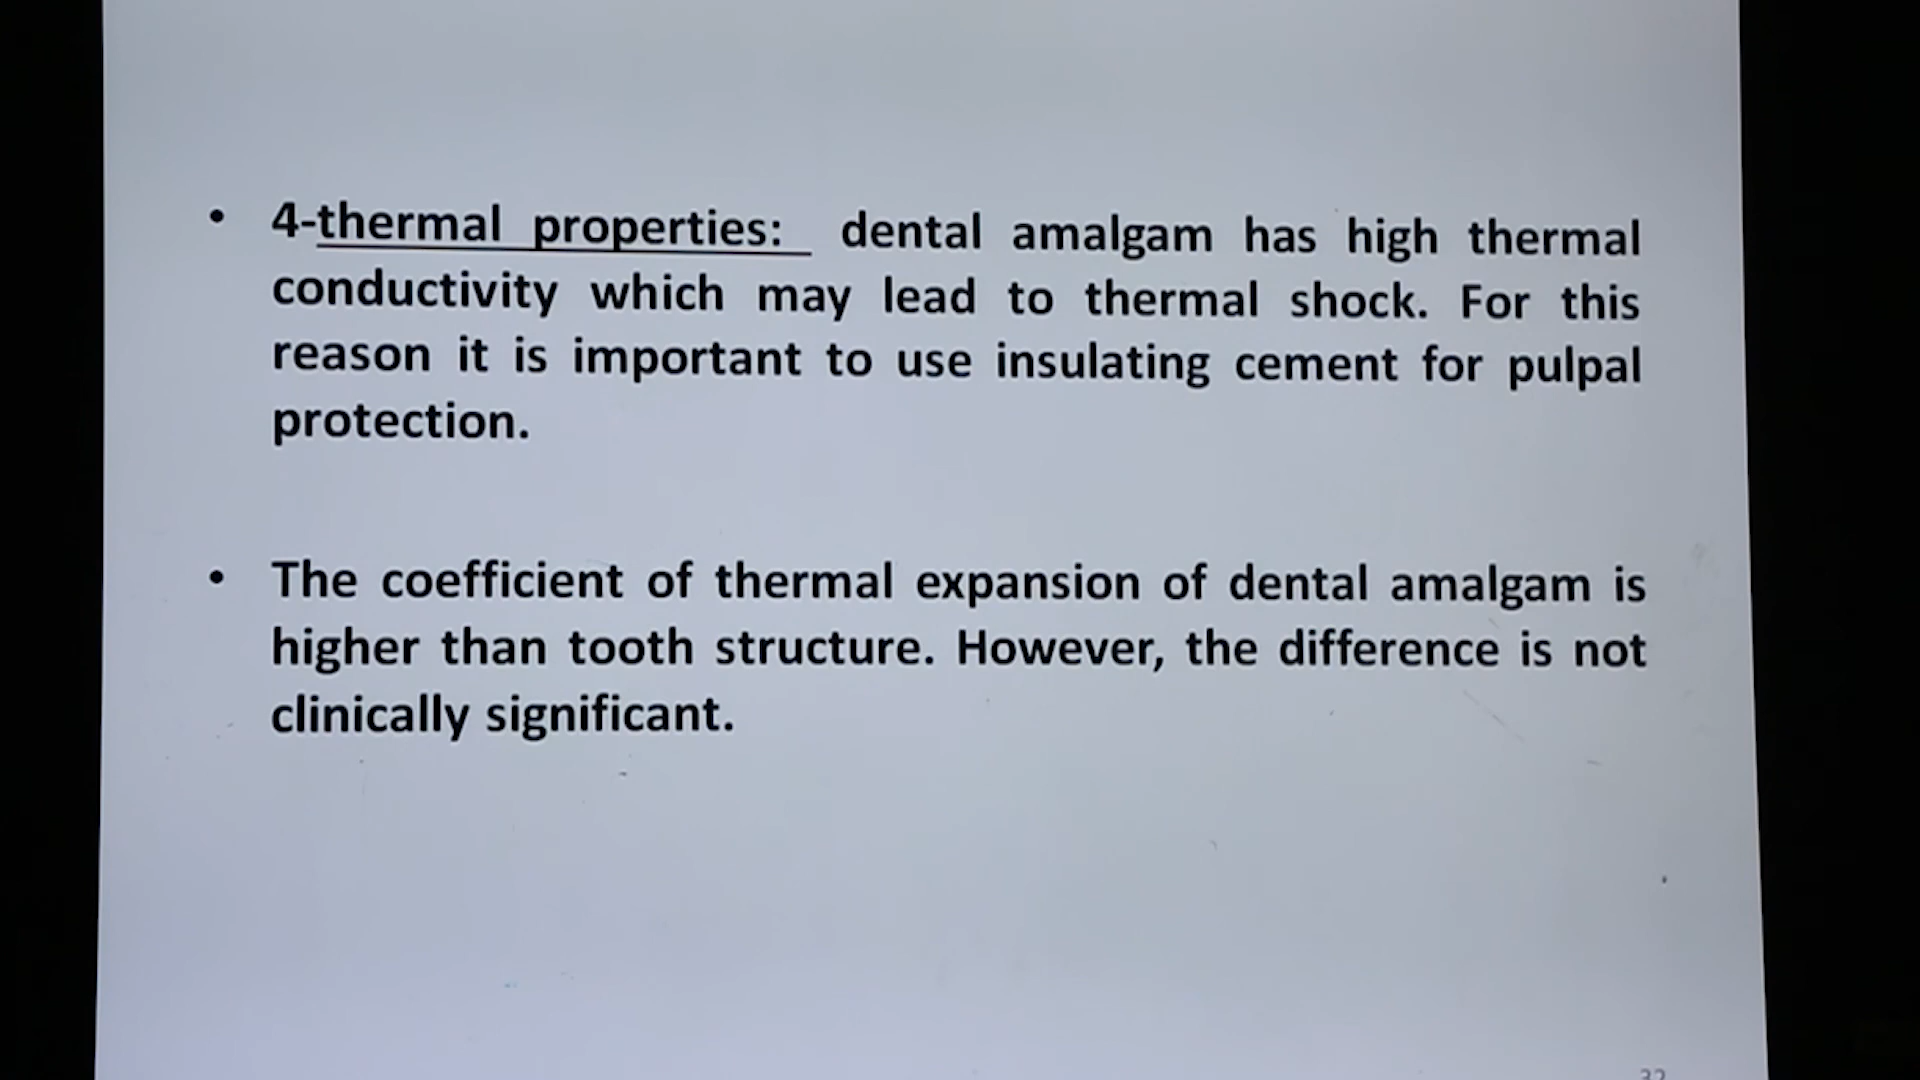 • 4-thermal properties: dental amalgam has high thermal
conductivity which may lead to thermal shock. For this
reason it is important to use insulating cement for pulpal
protection.
• The coefficient of thermal expansion of dental amalgam is
higher than tooth structure. However, the difference is not
clinically significant.